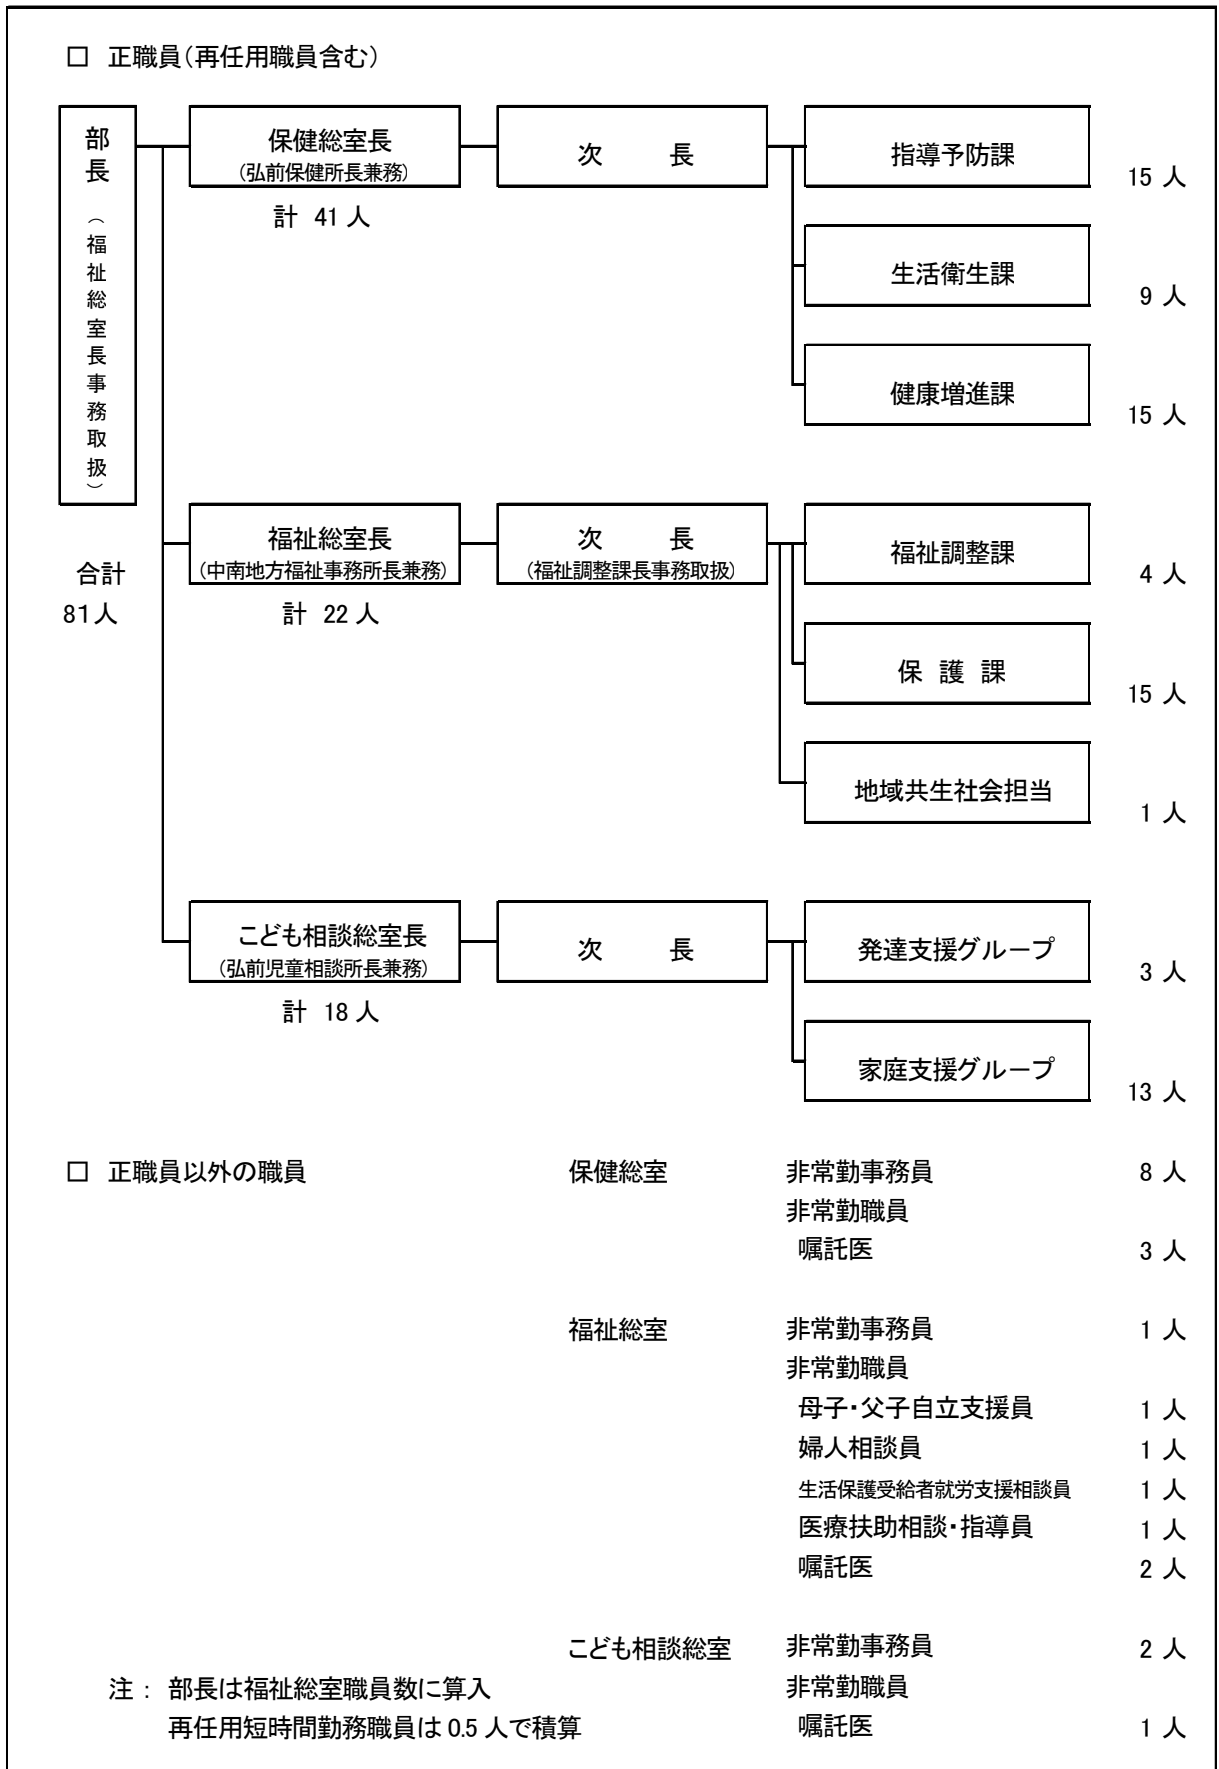 □ 正職員(再任用職員含む)
部長(福祉総室長事務取扱)
合計
81人
保健総室長
(弘前保健所長兼務)
計 41 人
次 長
指導予防課
15 人
生活衛生課
9 人
健康増進課
15 人
福祉総室長
(中南地方福祉事務所長兼務)
計 22 人
次 長
(福祉調整課長事務取扱)
福祉調整課
4 人
保 護 課
15 人
地域共生社会担当
1 人
こども相談総室長
(弘前児童相談所長兼務)
計 18 人
次 長
発達支援グループ
3 人
家庭支援グループ
13 人
□ 正職員以外の職員
保健総室 非常勤事務員 8 人
非常勤職員
嘱託医 3 人
福祉総室 非常勤事務員 1 人
非常勤職員
母子・父子自立支援員 1 人
婦人相談員 1 人
生活保護受給者就労支援相談員 1 人
医療扶助相談・指導員 1 人
嘱託医 2 人
こども相談総室 非常勤事務員 2 人
非常勤職員
嘱託医 1 人
注: 部長は福祉総室職員数に算入
再任用短時間勤務職員は 0.5 人で積算